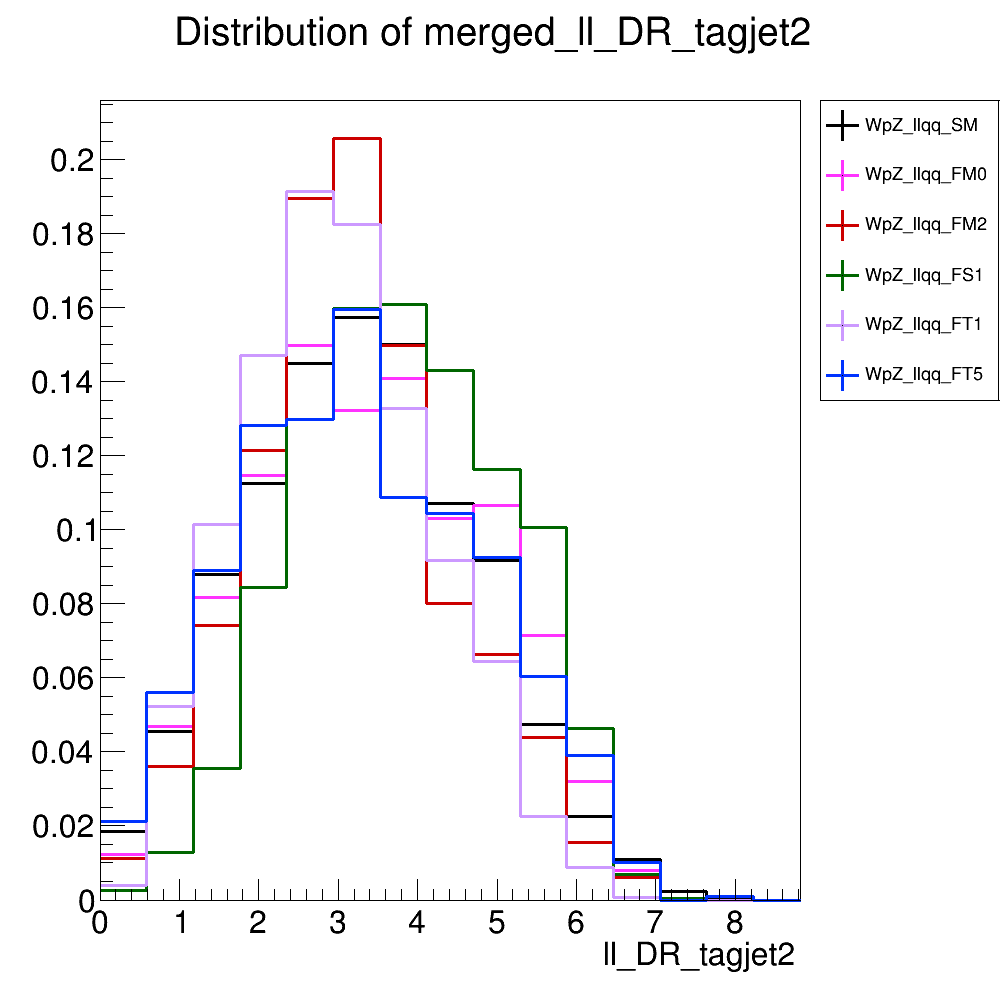 Distribution of merged_ll_DR_tagjet2
0.2
0.18
0.16
0.14
0.12
0.1
0.08
0.06
0.04
0.02
0
0 1 2 3 4 5 6 7 8
ll_DR_tagjet2
WpZ_llqq_SM
WpZ_llqq_FM0
WpZ_llqq_FM2
WpZ_llqq_FS1
WpZ_llqq_FT1
WpZ_llqq_FT5